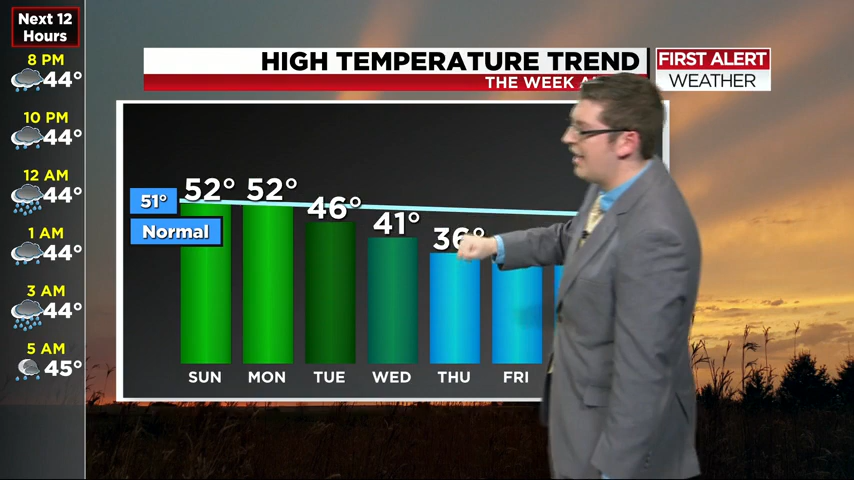 Next 12
Hours
8 PM
44°
10 PM
44°
12 AM
44°
1 AM
44°
3 AM
44°
5 AM
45°
HIGH TEMPERATURE TREND
THE WEEK
FIRST ALERT
WEATHER
51°
Normal
52° 52° 46° 41° 36°
SUN MON TUE WED THU FRI